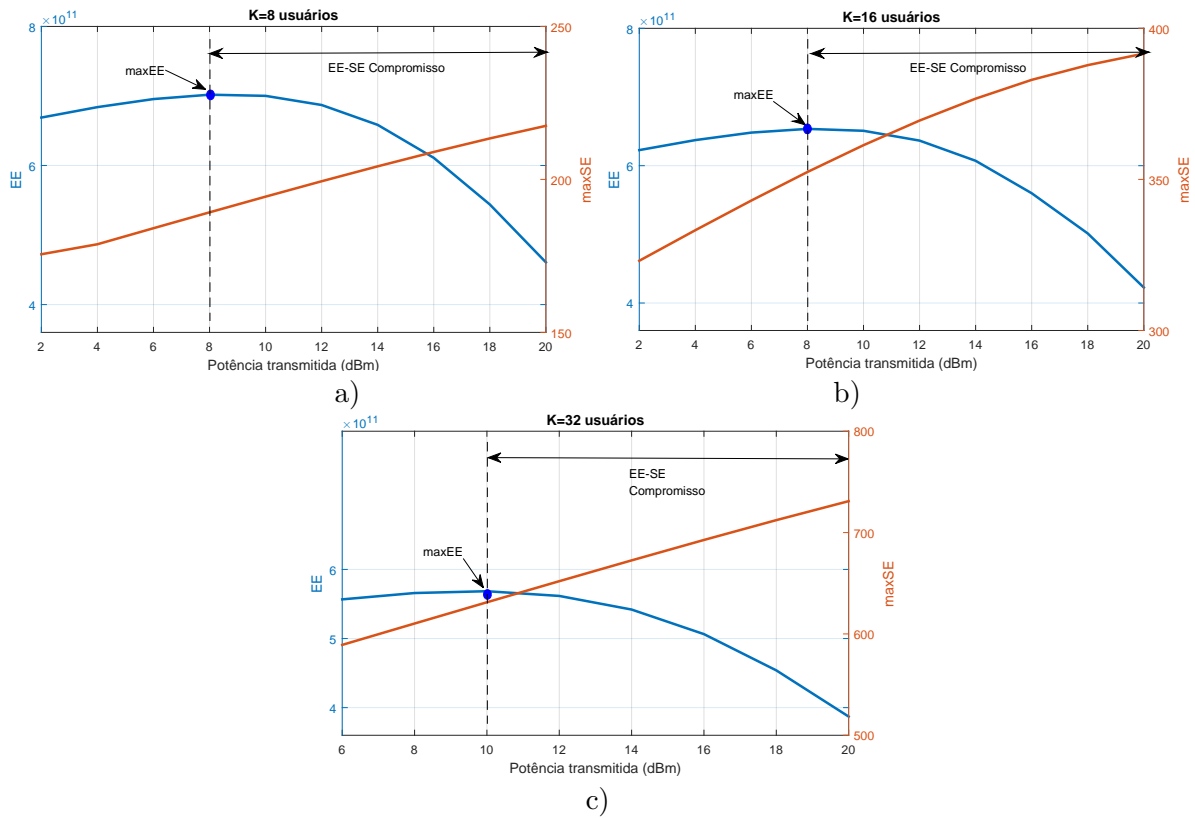 K=8 usuários
×10^11
8
6
4
EE
maxEE
EE-SE Compromisso
250
200
150
maxSE
2 4 6 8 10 12 14 16 18 20
Potência transmitida (dBm)
a)
K=16 usuários
×10^11
8
6
4
EE
maxEE
EE-SE Compromisso
400
350
300
maxSE
2 4 6 8 10 12 14 16 18 20
Potência transmitida (dBm)
b)
K=32 usuários
×10^11
6
5
4
EE
maxEE
EE-SE
Compromisso
800
700
600
500
maxSE
6 8 10 12 14 16 18 20
Potência transmitida (dBm)
c)